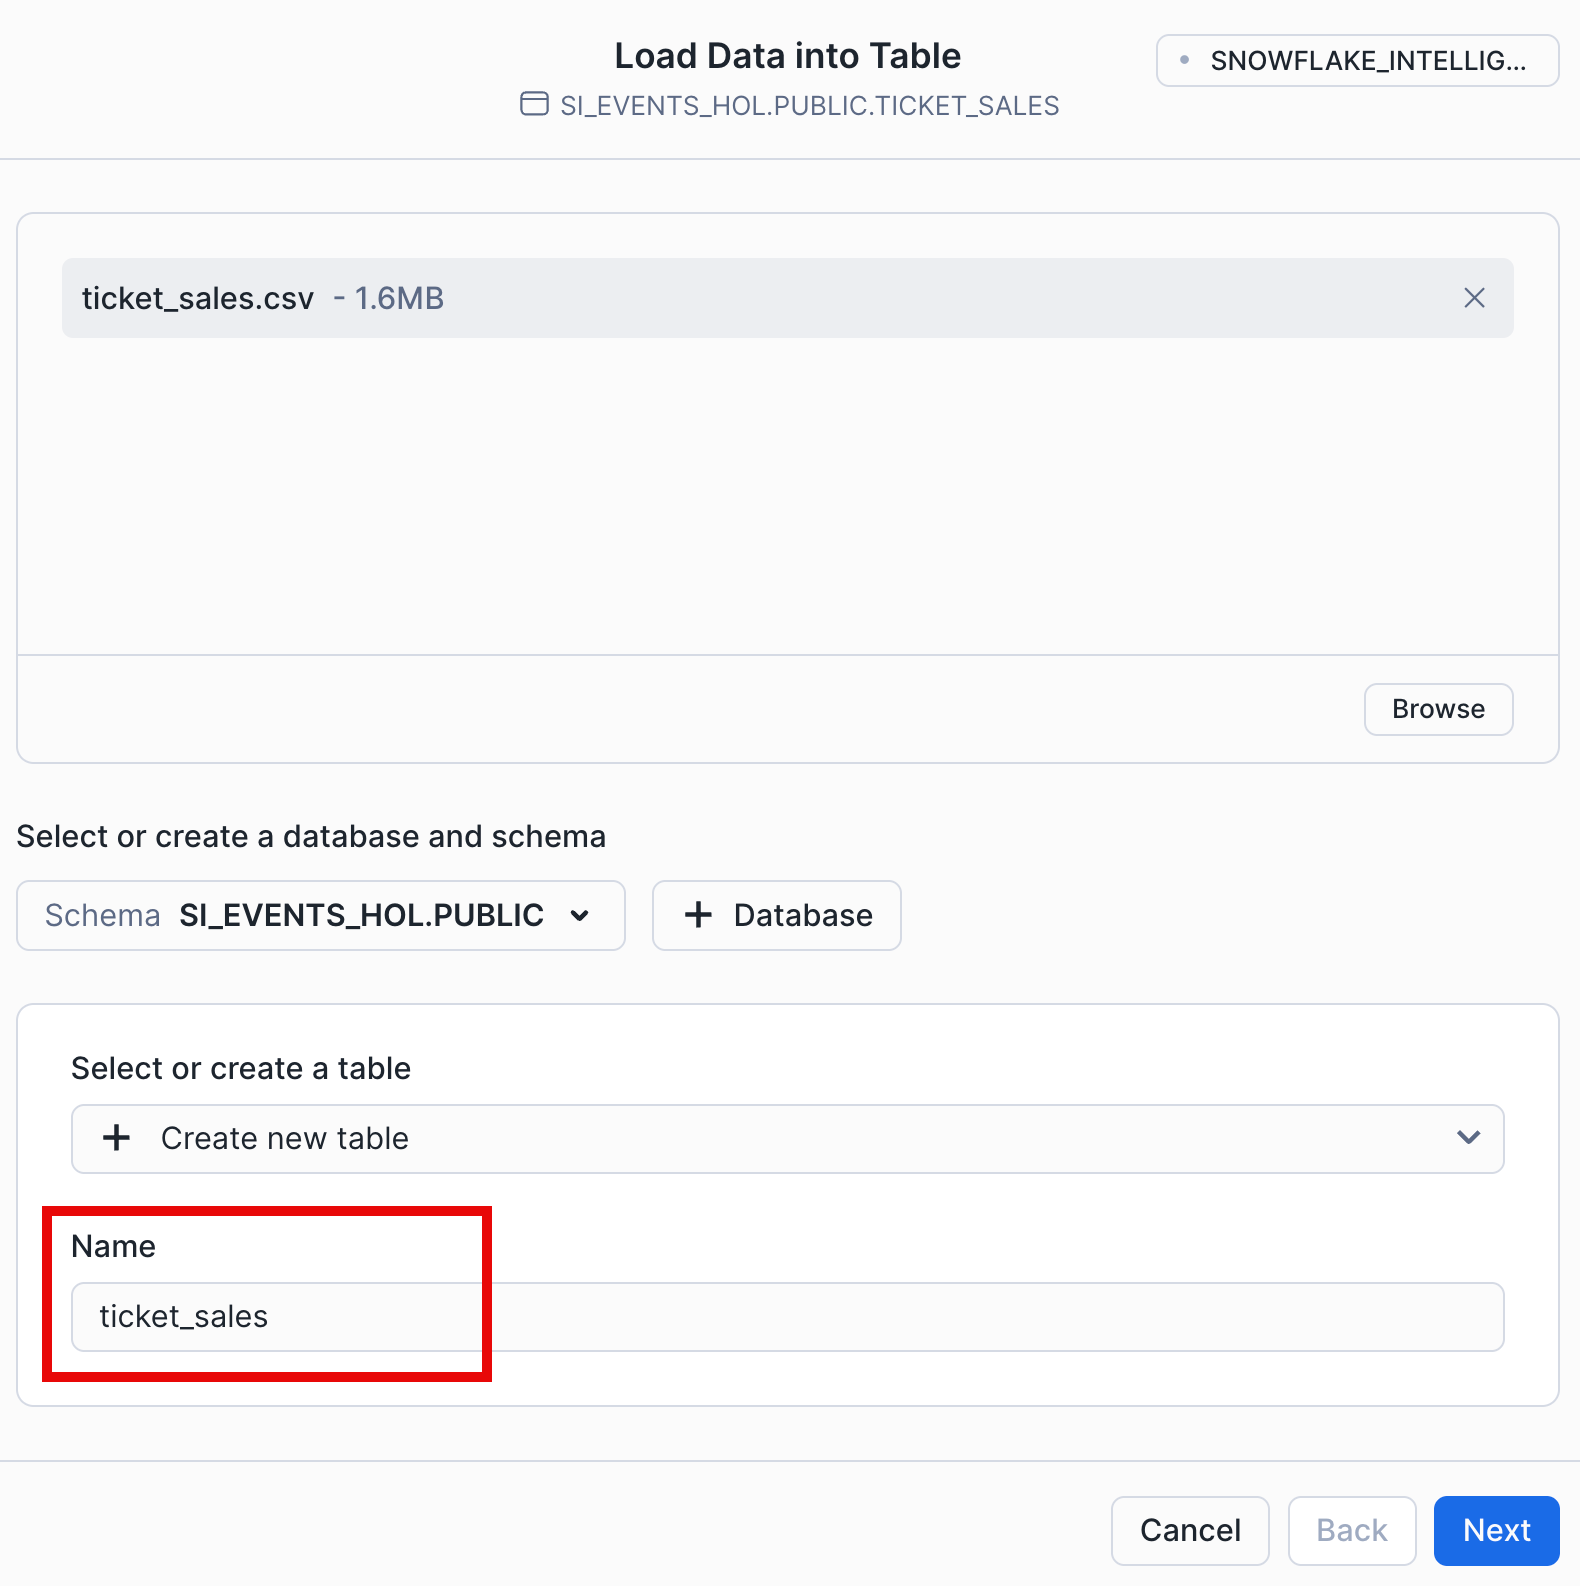 Load Data into Table
SNOWFLAKE_INTELLIG...
SI_EVENTS_HOL.PUBLIC.TICKET_SALES
ticket_sales.csv - 1.6MB
Browse
Select or create a database and schema
Schema SI_EVENTS_HOL.PUBLIC
+ Database
Select or create a table
+ Create new table
Name
ticket_sales
Cancel Back Next